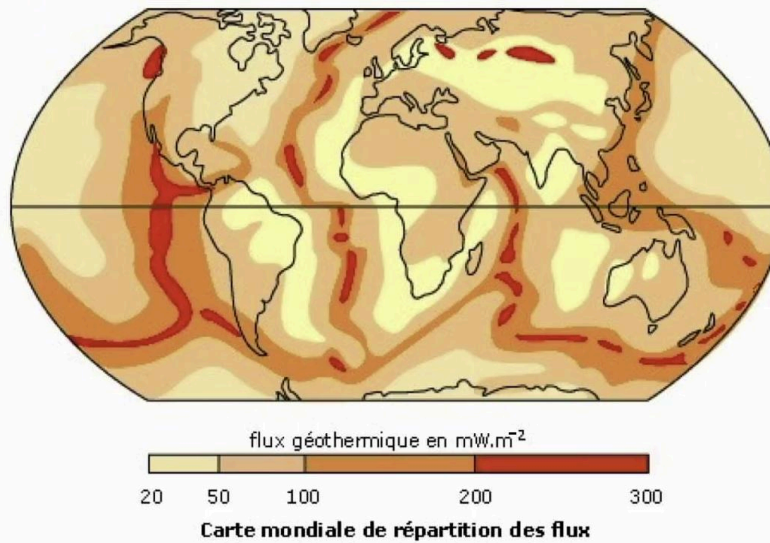 flux géothermique en mW.m⁻²
20 50 100 200 300
Carte mondiale de répartition des flux